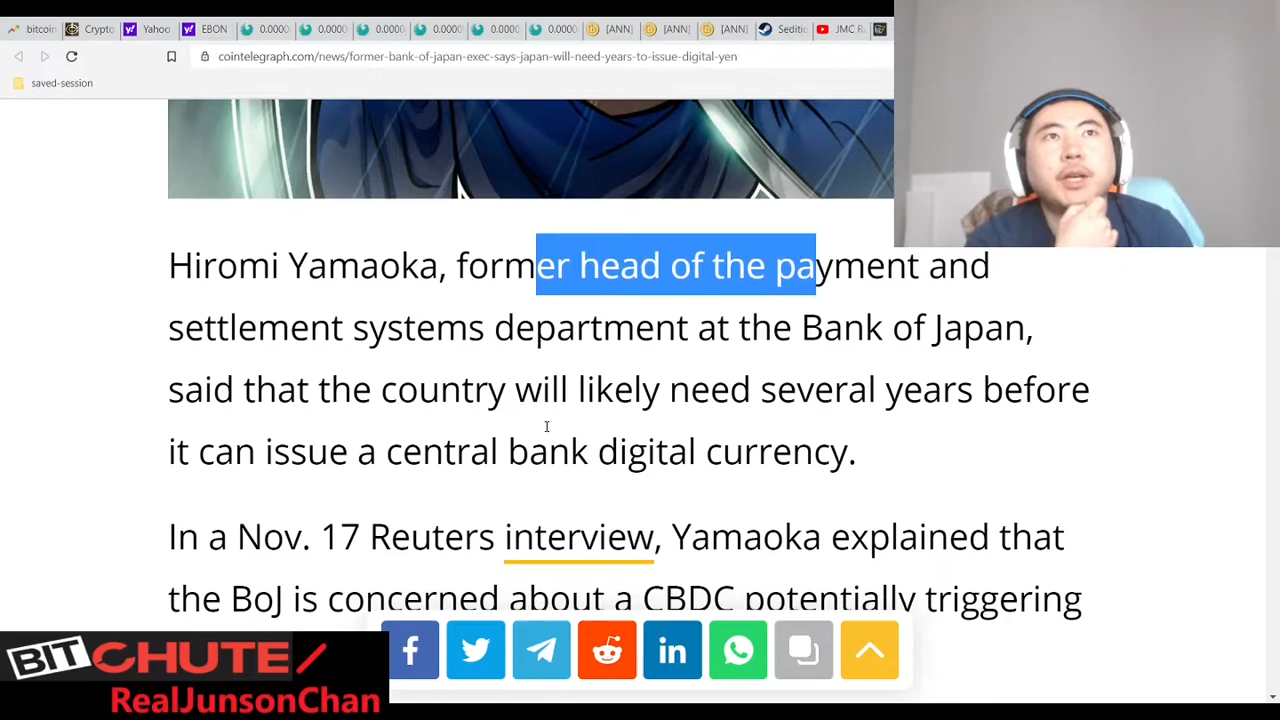 bitcoin Crypto Yahoo EBON 0.0000 0.0000 0.0000 0.0000 0.0000 0.0000 [ANN] [ANN] [ANN] Seditio JMC R
cointelegraph.com/news/former-bank-of-japan-exec-says-japan-will-need-years-to-issue-digital-yen
saved-session
Hiromi Yamaoka, former head of the payment and
settlement systems department at the Bank of Japan,
said that the country will likely need several years before
it can issue a central bank digital currency.
In a Nov. 17 Reuters interview, Yamaoka explained that
the BoJ is concerned about a CBDC potentially triggering
BITCHUTE/
RealJunsonChan